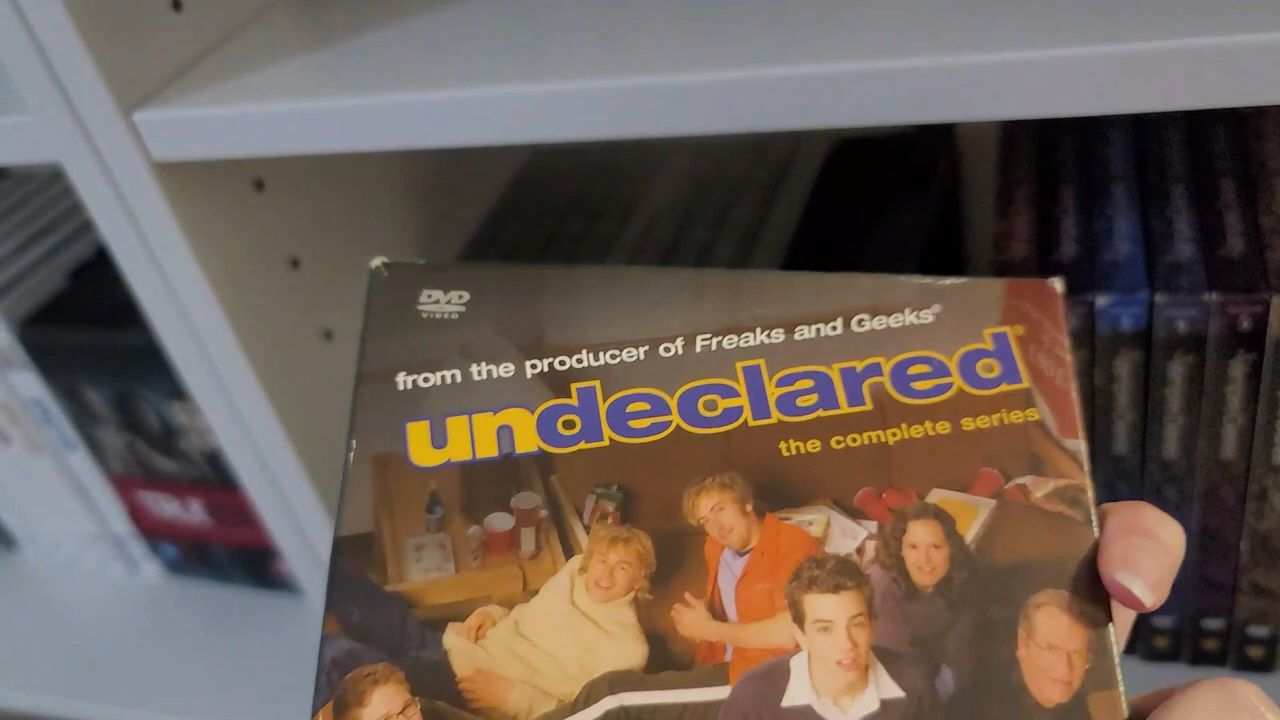 DVD
VIDEO
from the producer of Freaks and Geeks®
undeclared
the complete series